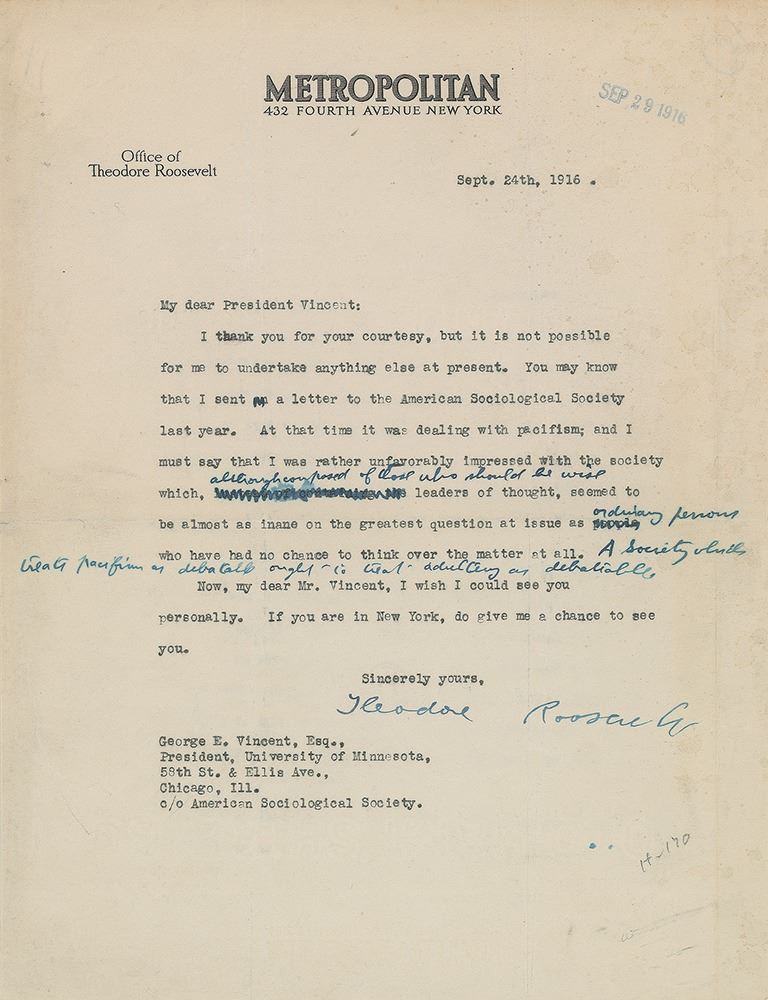 METROPOLITAN
432 FOURTH AVENUE NEW YORK
SEP 29 1916
Office of
Theodore Roosevelt
Sept. 24th, 1916 .
My dear President Vincent:
I thank you for your courtesy, but it is not possible
for me to undertake anything else at present. You may know
that I sent a letter to the American Sociological Society
last year. At that time it was dealing with pacifism; and I
must say that I was rather unfavorably impressed with the society
although composed of those who should be wise
which, leaders of thought, seemed to
ordinary persons
be almost as inane on the greatest question at issue as people
who have had no chance to think over the matter at all. A Society which
treats pacifism as debatable ought to treat adultery as debatable
Now, my dear Mr. Vincent, I wish I could see you
personally. If you are in New York, do give me a chance to see
you.
Sincerely yours,
Theodore Roosevelt
George E. Vincent, Esq.,
President, University of Minnesota,
58th St. & Ellis Ave.,
Chicago, Ill.
c/o American Sociological Society.
H-170